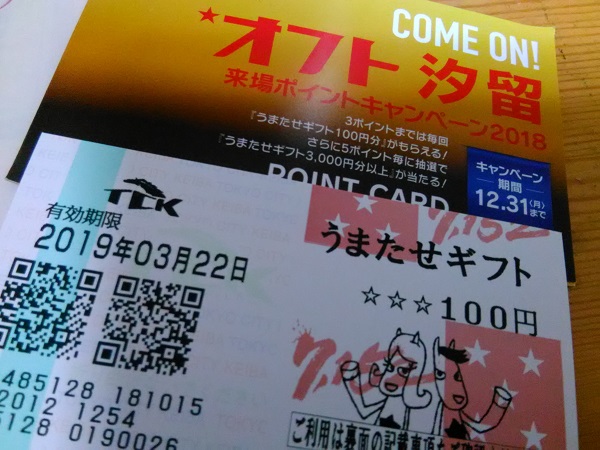 COME ON!
★オフト 汐留
来場ポイントキャンペーン2018
3ポイントまでは毎回
『うまたせギフト100円分』がもらえる!
さらに5ポイント毎に抽選で
『うまたせギフト3,000円分以上』が当たる!
POINT CARD
キャンペーン
期間
12.31(月)
まで
TCK
有効期限
2019年03月22日
うまたせギフト
☆☆☆100円
485128 181015
2012 1254
528 0190026
ご利用は裏面の記載事項をご確認